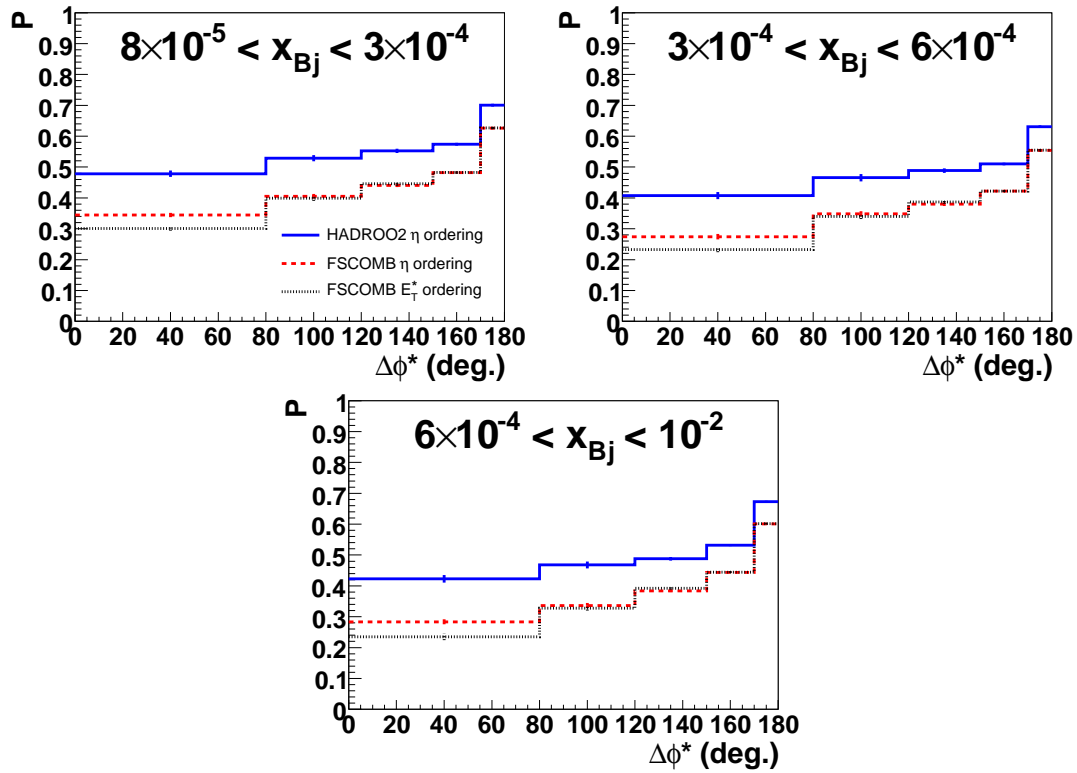 P
8×10⁻⁵ < x_Bj < 3×10⁻⁴
1
0.9
0.8
0.7
0.6
0.5
0.4
0.3
0.2
0.1
0
HADROO2 η ordering
FSCOMB η ordering
FSCOMB E*_T ordering
0 20 40 60 80 100 120 140 160 180
Δϕ* (deg.)
P
3×10⁻⁴ < x_Bj < 6×10⁻⁴
1
0.9
0.8
0.7
0.6
0.5
0.4
0.3
0.2
0.1
0
0 20 40 60 80 100 120 140 160 180
Δϕ* (deg.)
P
6×10⁻⁴ < x_Bj < 10⁻²
1
0.9
0.8
0.7
0.6
0.5
0.4
0.3
0.2
0.1
0
0 20 40 60 80 100 120 140 160 180
Δϕ* (deg.)